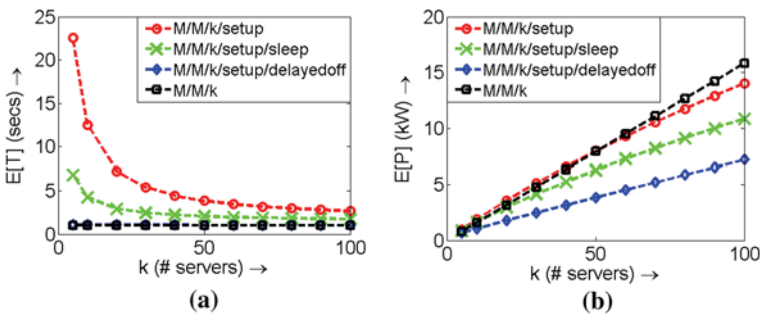 25
20
15
10
5
0
E[T] (secs) →
M/M/k/setup
M/M/k/setup/sleep
M/M/k/setup/delayedoff
M/M/k
0
50
100
k (# servers) →
(a)
20
15
10
5
0
E[P] (kW) →
M/M/k/setup
M/M/k/setup/sleep
M/M/k/setup/delayedoff
M/M/k
0
50
100
k (# servers) →
(b)